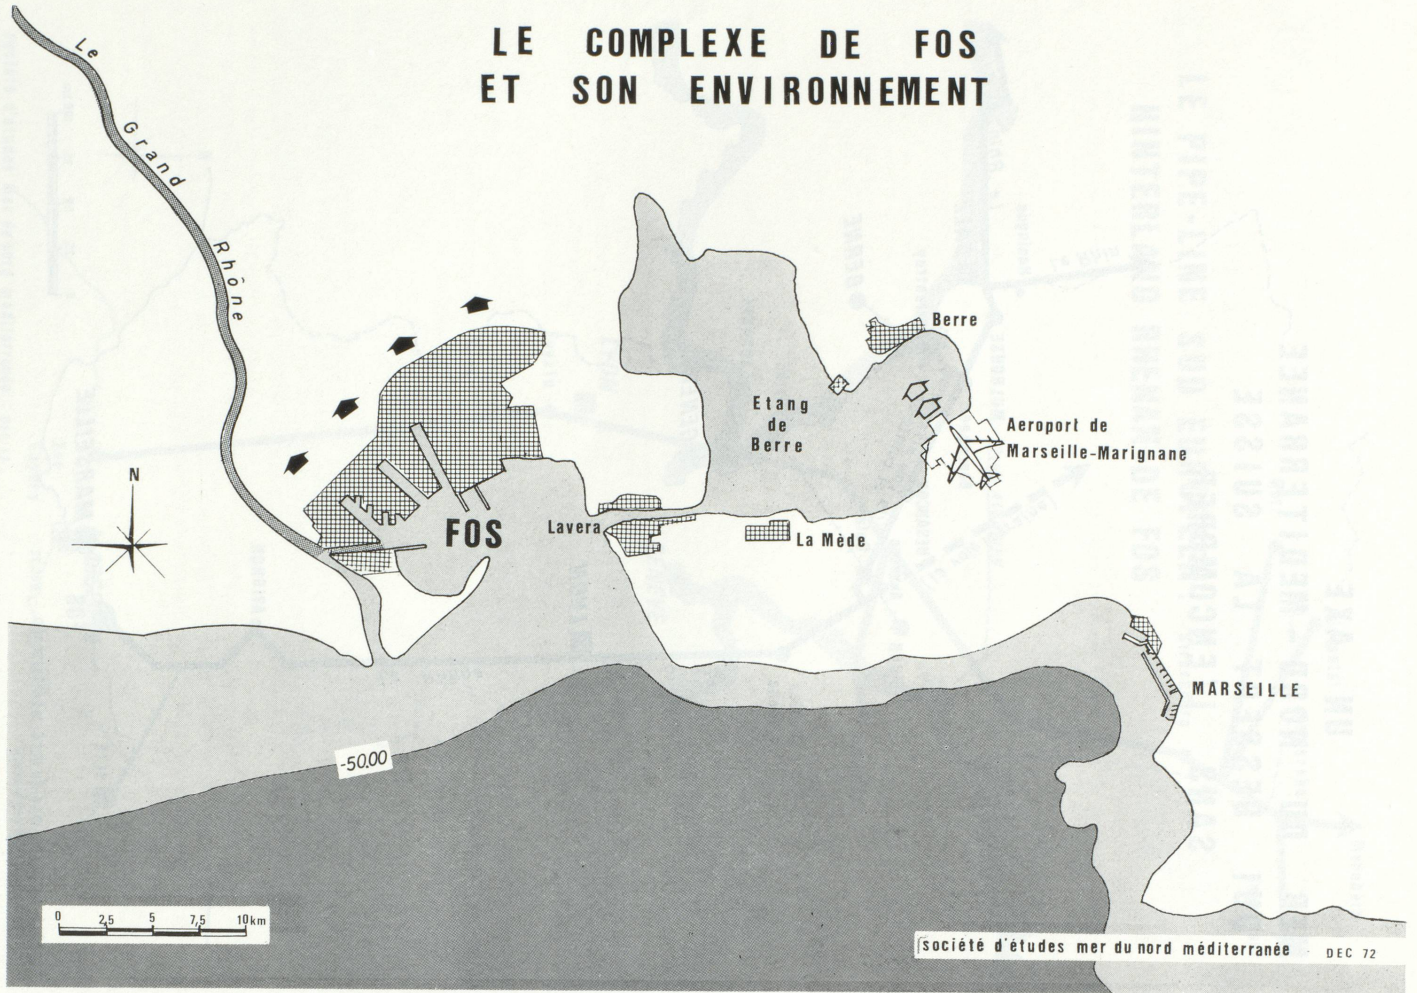 LE COMPLEXE DE FOS
ET SON ENVIRONNEMENT
Le Grand Rhône
Berre
Etang
de
Berre
Aeroport de
Marseille-Marignane
N
FOS
Lavera
La Mède
MARSEILLE
-50.00
0 2,5 5 7,5 10km
société d'études mer du nord méditerranée DEC 72